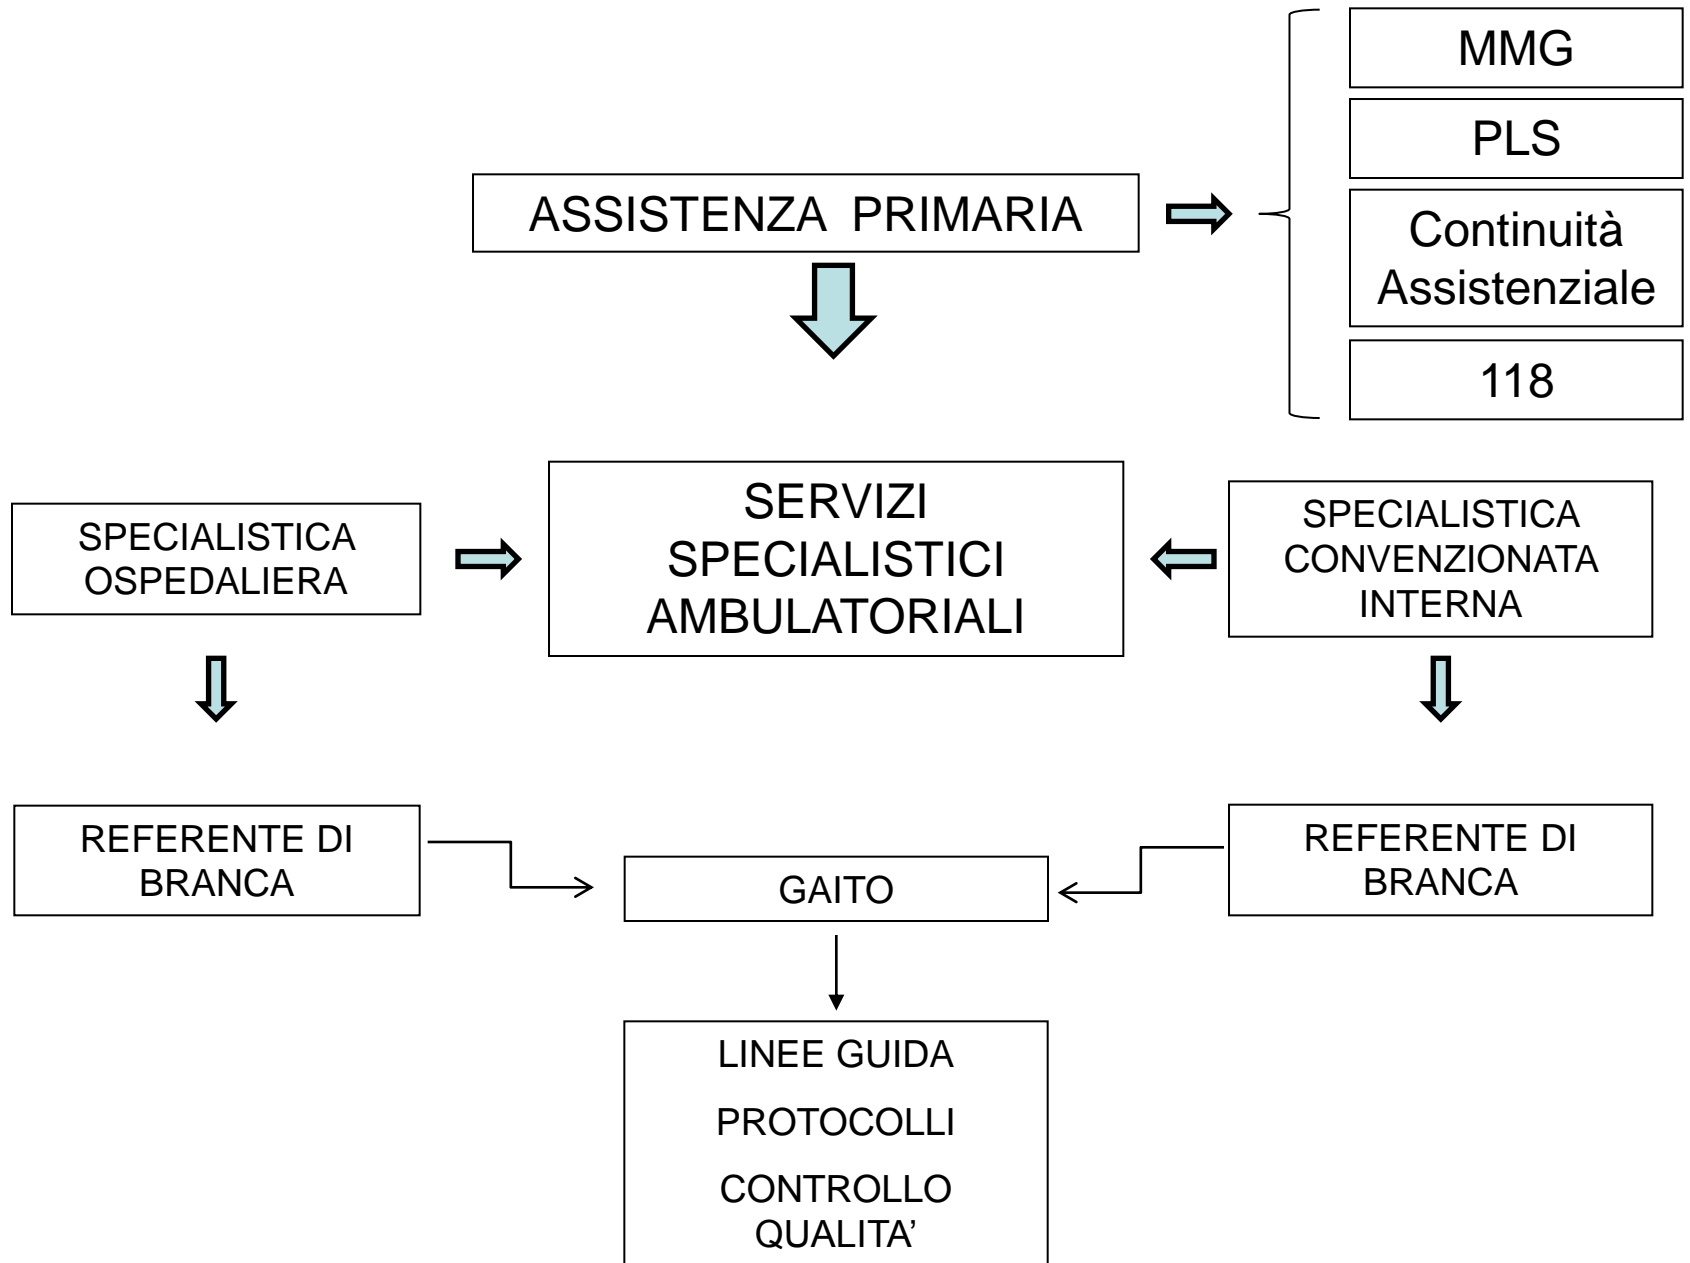 MMG
PLS
ASSISTENZA PRIMARIA
Continuità
Assistenziale
118
SPECIALISTICA
OSPEDALIERA
SERVIZI
SPECIALISTICI
AMBULATORIALI
SPECIALISTICA
CONVENZIONATA
INTERNA
REFERENTE DI
BRANCA
GAITO
REFERENTE DI
BRANCA
LINEE GUIDA
PROTOCOLLI
CONTROLLO
QUALITA’